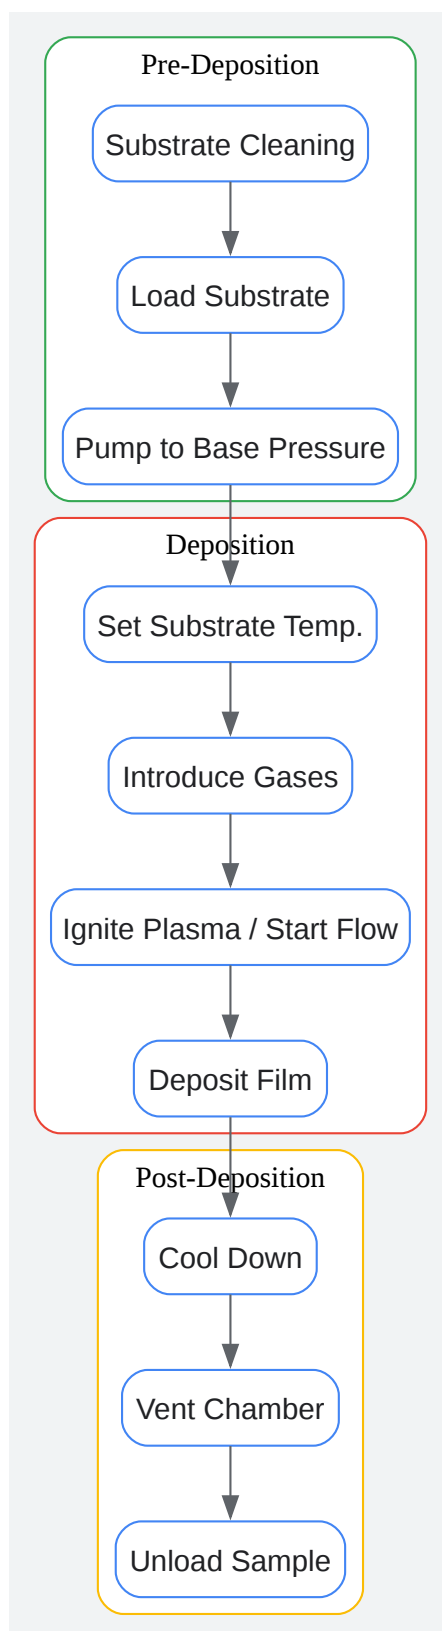 Pre-Deposition
Substrate Cleaning
Load Substrate
Pump to Base Pressure
Deposition
Set Substrate Temp.
Introduce Gases
Ignite Plasma / Start Flow
Deposit Film
Post-Deposition
Cool Down
Vent Chamber
Unload Sample